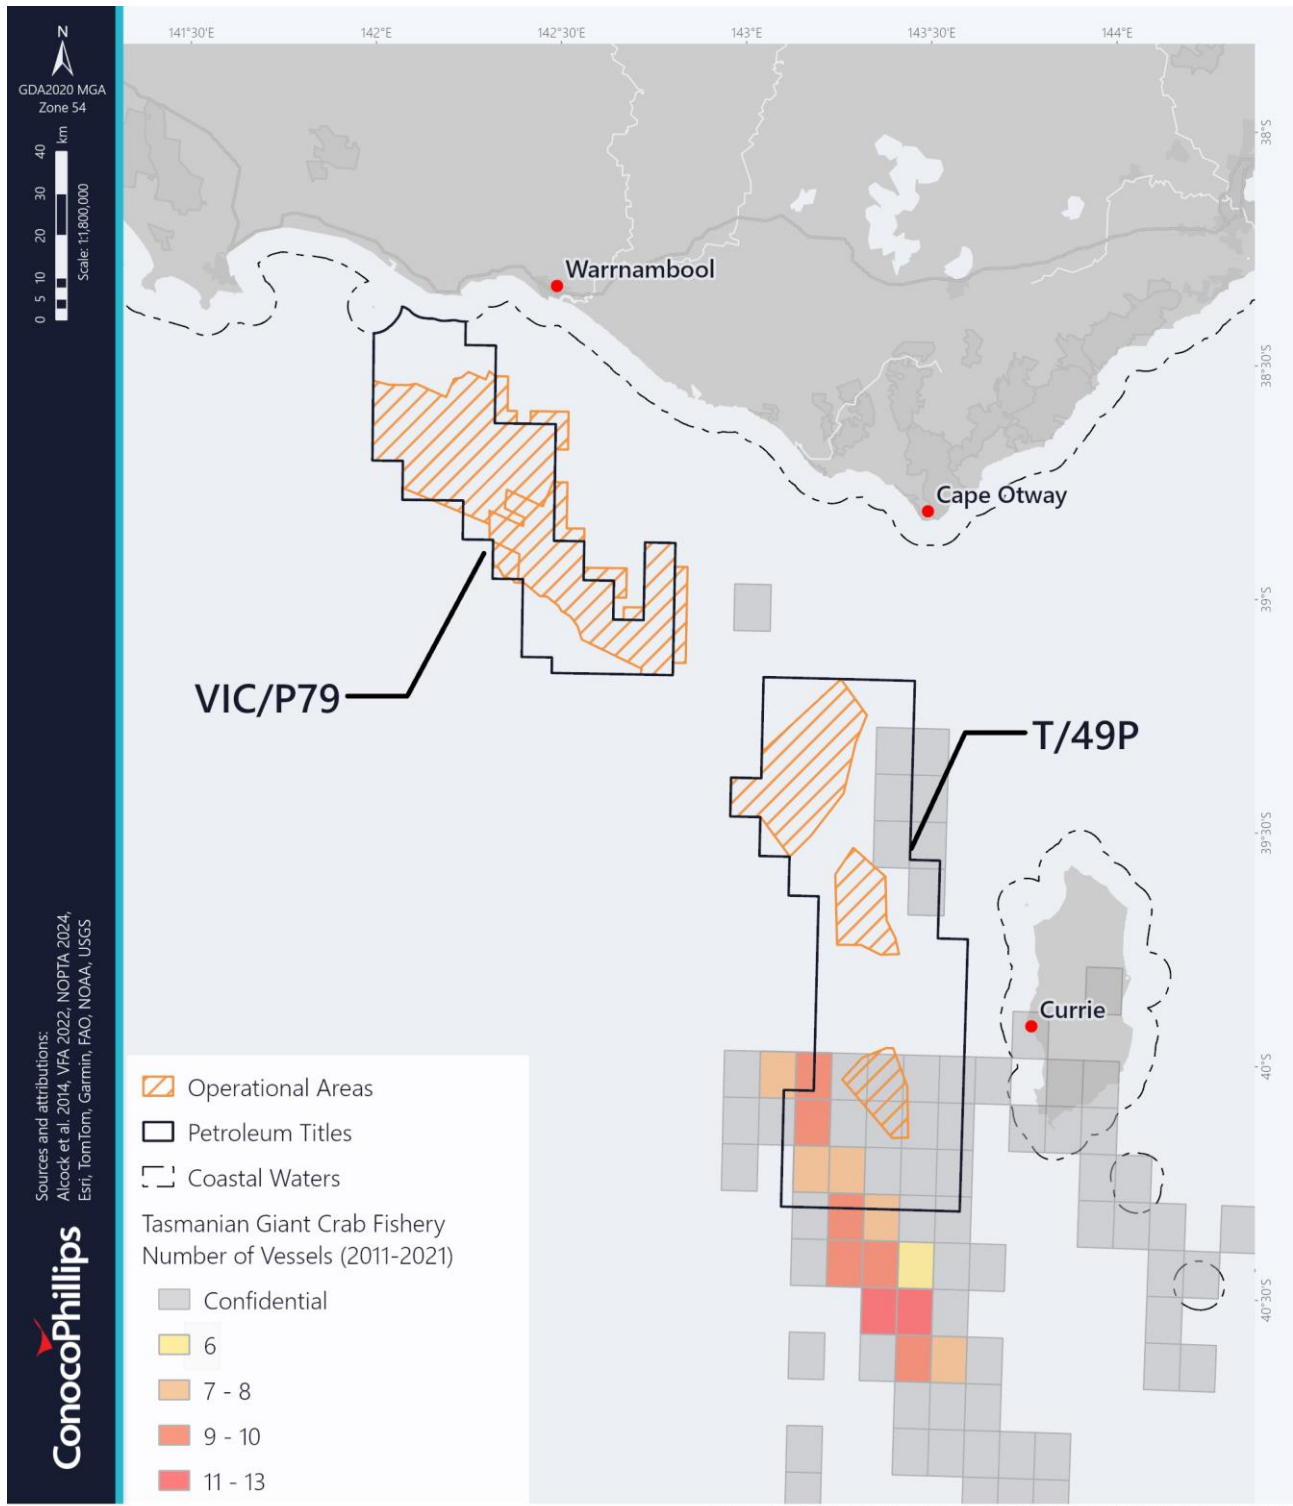 N
GDA2020 MGA
Zone 54
0 5 10 20 30 40 km
Scale: 1:1,800,000
Sources and attributions:
Alcock et al. 2014, VFA 2022, NOPTA 2024,
Esri, TomTom, Garmin, FAO, NOAA, USGS
ConocoPhillips
141°30'E 142°E 142°30'E 143°E 143°30'E 144°E
38°S
38°30'S
39°S
39°30'S
40°S
40°30'S
Warrnambool
Cape Otway
VIC/P79
T/49P
Currie
Operational Areas
Petroleum Titles
Coastal Waters
Tasmanian Giant Crab Fishery
Number of Vessels (2011-2021)
Confidential
6
7 - 8
9 - 10
11 - 13